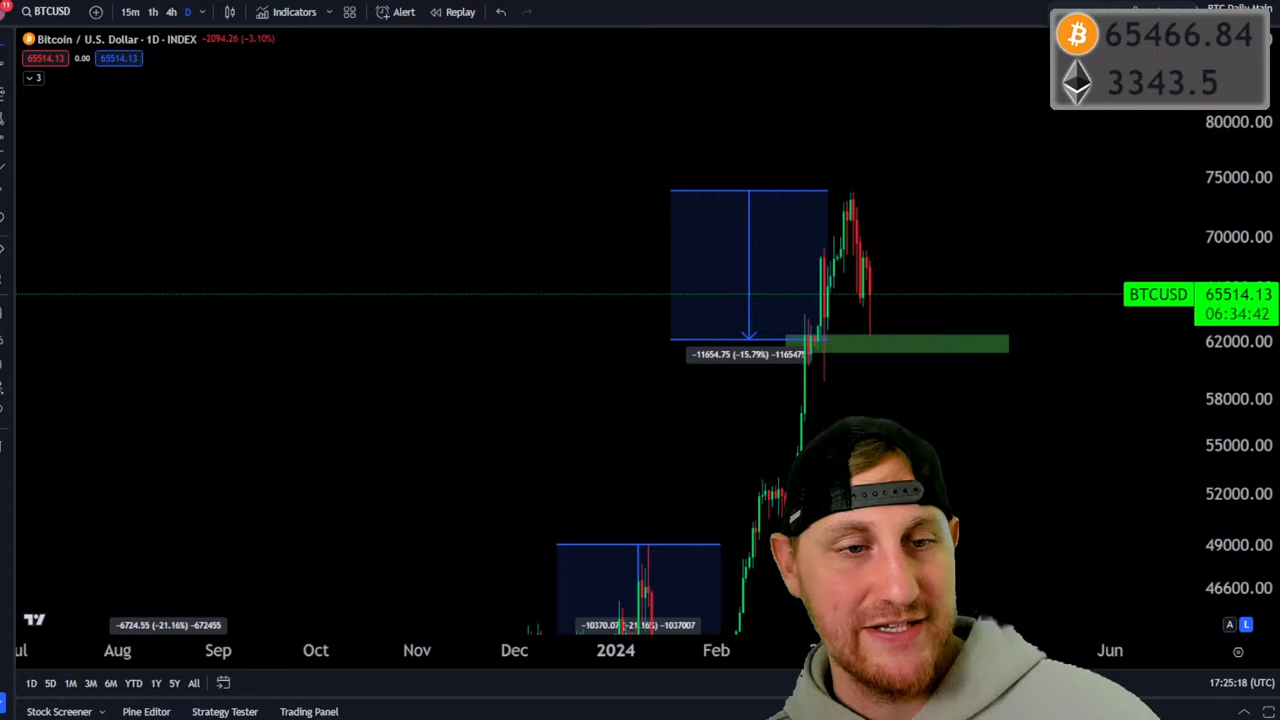 11
BTCUSD
15m 1h 4h D
Indicators
Alert
Replay
Bitcoin / U.S. Dollar · 1D · INDEX −2094.26 (−3.10%)
65514.13 0.00 65514.13
3
65466.84
3343.5
80000.00
75000.00
70000.00
BTCUSD 65514.13
06:34:42
62000.00
58000.00
55000.00
52000.00
49000.00
46600.00
−11654.75 (−15.79%) −116547
−6724.55 (−21.16%) −672455
−10370.07 (−21.16%) −1037007
A L
Aug Sep Oct Nov Dec 2024 Feb Jun
1D 5D 1M 3M 6M YTD 1Y 5Y All
17:25:18 (UTC)
Stock Screener Pine Editor Strategy Tester Trading Panel